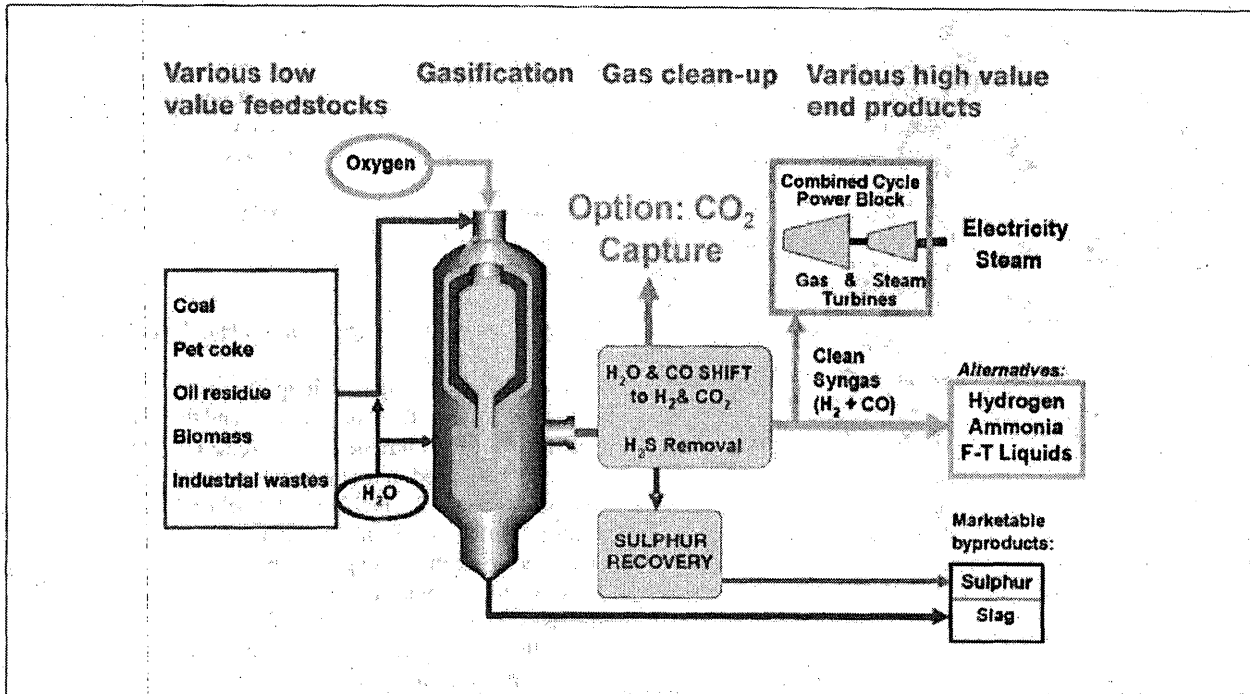 Various low
value feedstocks
Gasification
Gas clean-up
Various high value
end products
Oxygen
Option: CO₂
Capture
Combined Cycle
Power Block
Gas & Steam
Turbines
Electricity
Steam
Coal
Pet coke
Oil residue
Biomass
Industrial wastes
H₂O
H₂O & CO SHIFT
to H₂& CO₂
H₂S Removal
Clean
Syngas
(H₂ + CO)
Alternatives:
Hydrogen
Ammonia
F-T Liquids
SULPHUR
RECOVERY
Marketable
byproducts:
Sulphur
Slag